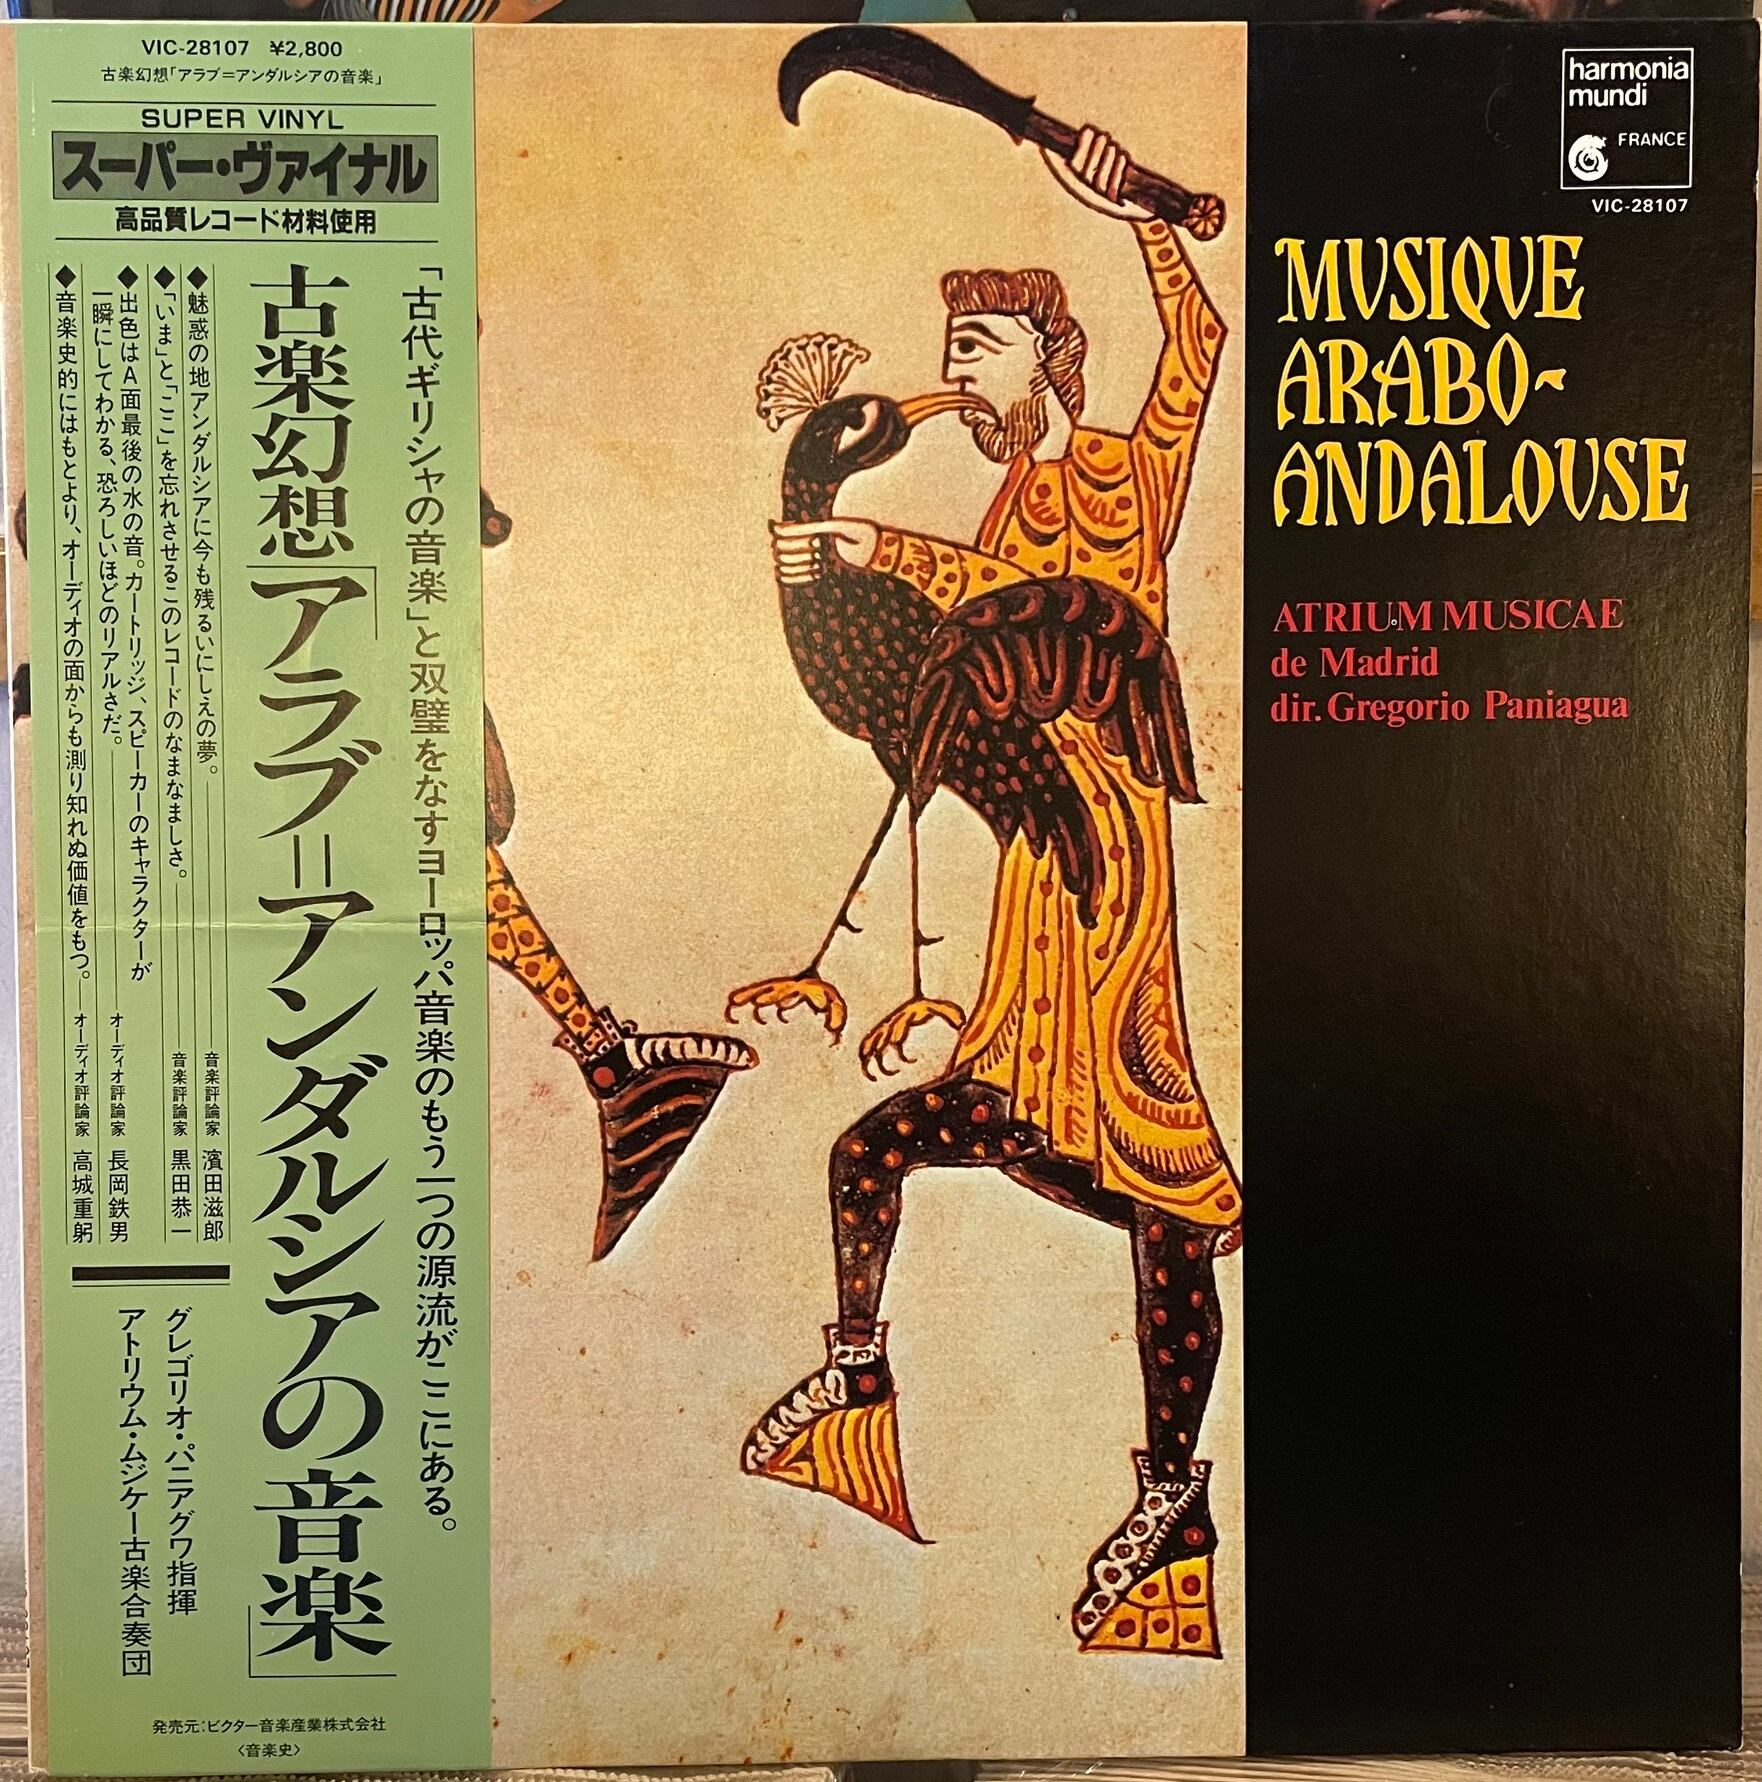 VIC-28107 ¥2,800
古楽幻想「アラブ=アンダルシアの音楽」
SUPER VINYL
スーパー・ヴァイナル
高品質レコード材料使用
「古代ギリシャの音楽」と双璧をなすヨーロッパ音楽のもう一つの源流がここにある。
古楽幻想「アラブ=アンダルシアの音楽」
◆魅惑の地アンダルシアに今も残るいにしえの夢。――音楽評論家 濱田滋郎
◆「いま」と「ここ」を忘れさせるこのレコードのなまなましさ。――音楽評論家 黒田恭一
◆出色はA面最後の水の音。カートリッジ、スピーカーのキャラクターが
一瞬にしてわかる、恐ろしいほどのリアルさだ。――オーディオ評論家 長岡鉄男
◆音楽史的にはもとより、オーディオの面からも測り知れぬ価値をもつ。――オーディオ評論家 高城重躬
グレゴリオ・パニアグワ指揮
アトリウム・ムジケー古楽合奏団
発売元:ビクター音楽産業株式会社
〈音楽史〉
harmonia
mundi
FRANCE
VIC-28107
MUSIQUE
ARABO-
ANDALOUSE
ATRIUM MUSICAE
de Madrid
dir. Gregorio Paniagua